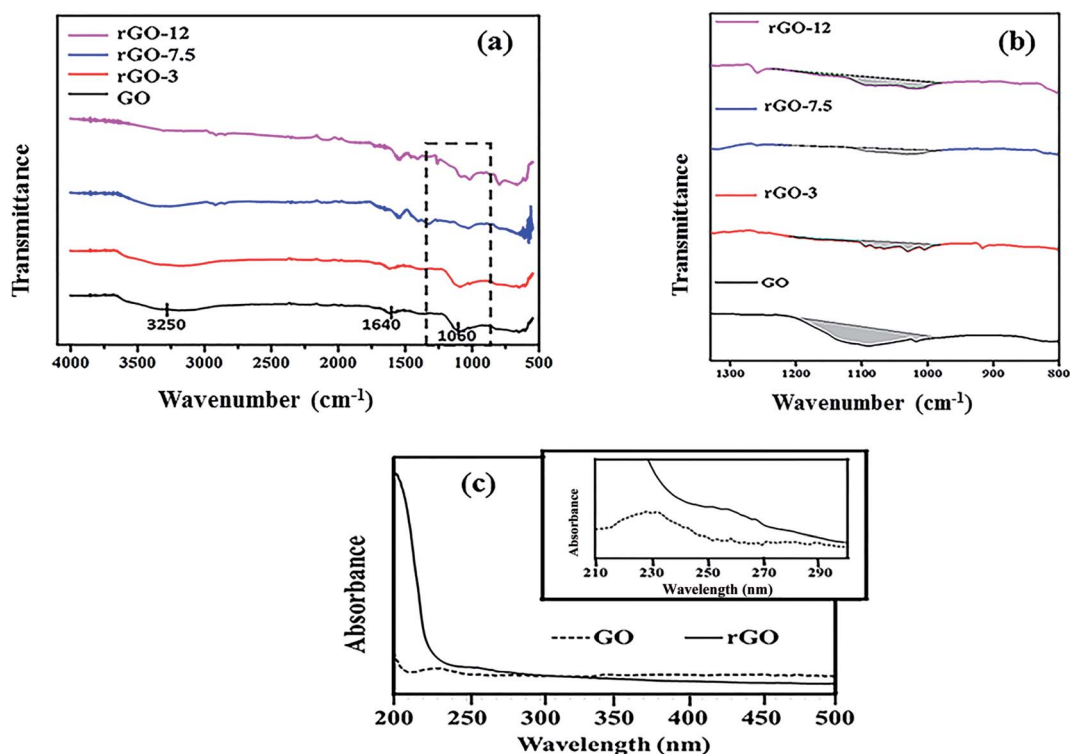 (a)
rGO-12
rGO-7.5
rGO-3
GO
Transmittance
3250
1640
1060
4000 3500 3000 2500 2000 1500 1000 500
Wavenumber (cm-1)
(b)
rGO-12
rGO-7.5
rGO-3
GO
Transmittance
1300 1200 1100 1000 900 800
Wavenumber (cm-1)
(c)
Absorbance
Absorbance
210 230 250 270 290
Wavelength (nm)
GO rGO
200 250 300 350 400 450 500
Wavelength (nm)